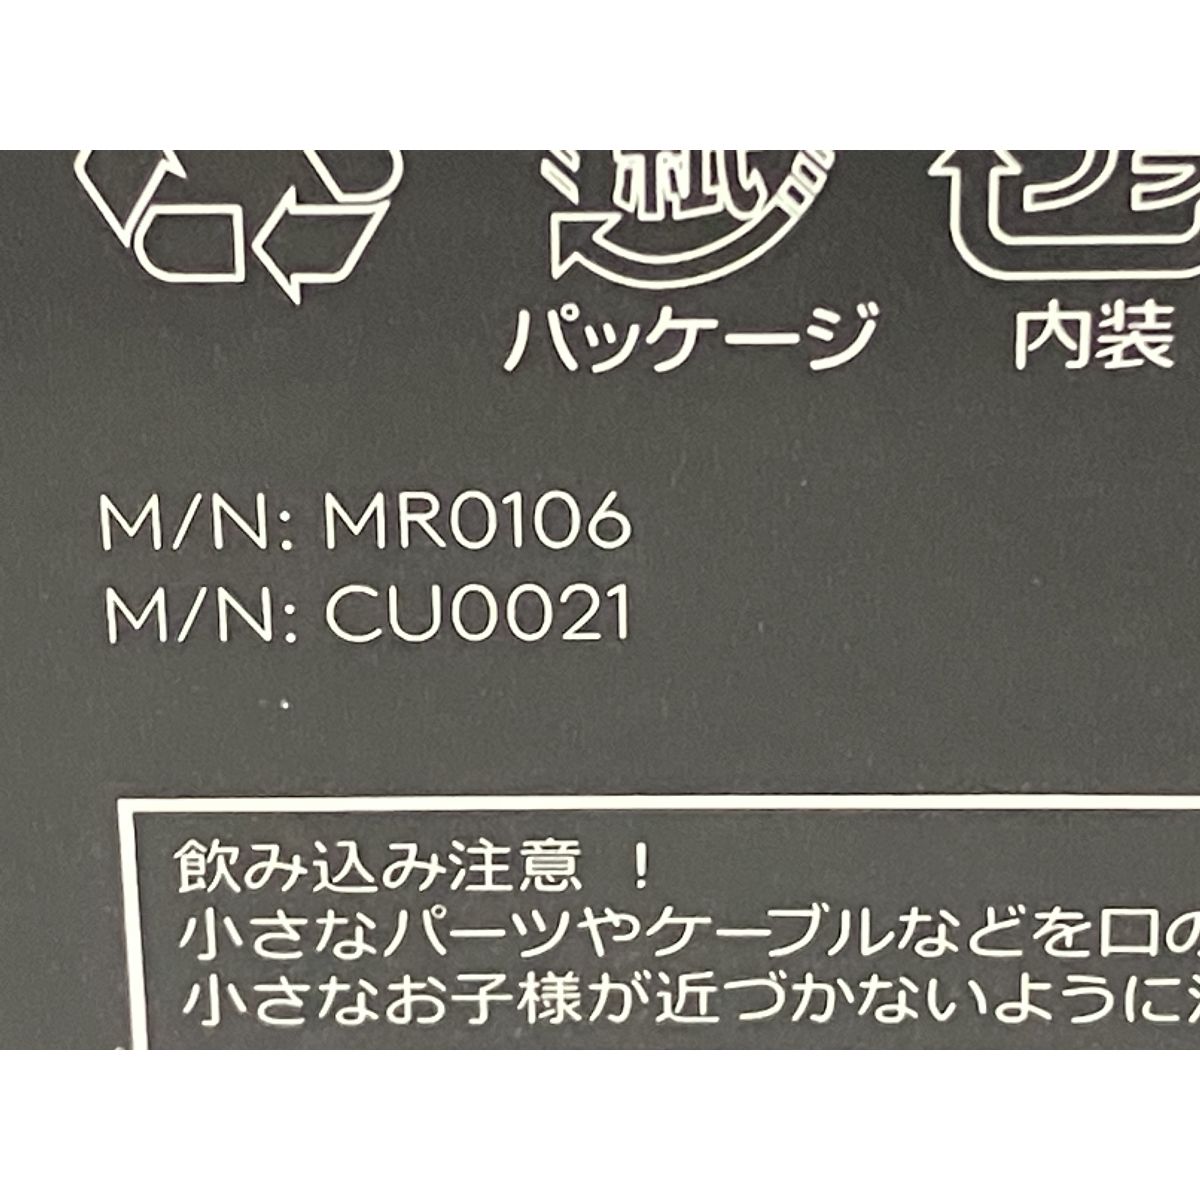 紙
パッケージ
内装
M/N: MR0106
M/N: CU0021
飲み込み注意 !
小さなパーツやケーブルなどを口の
小さなお子様が近づかないように